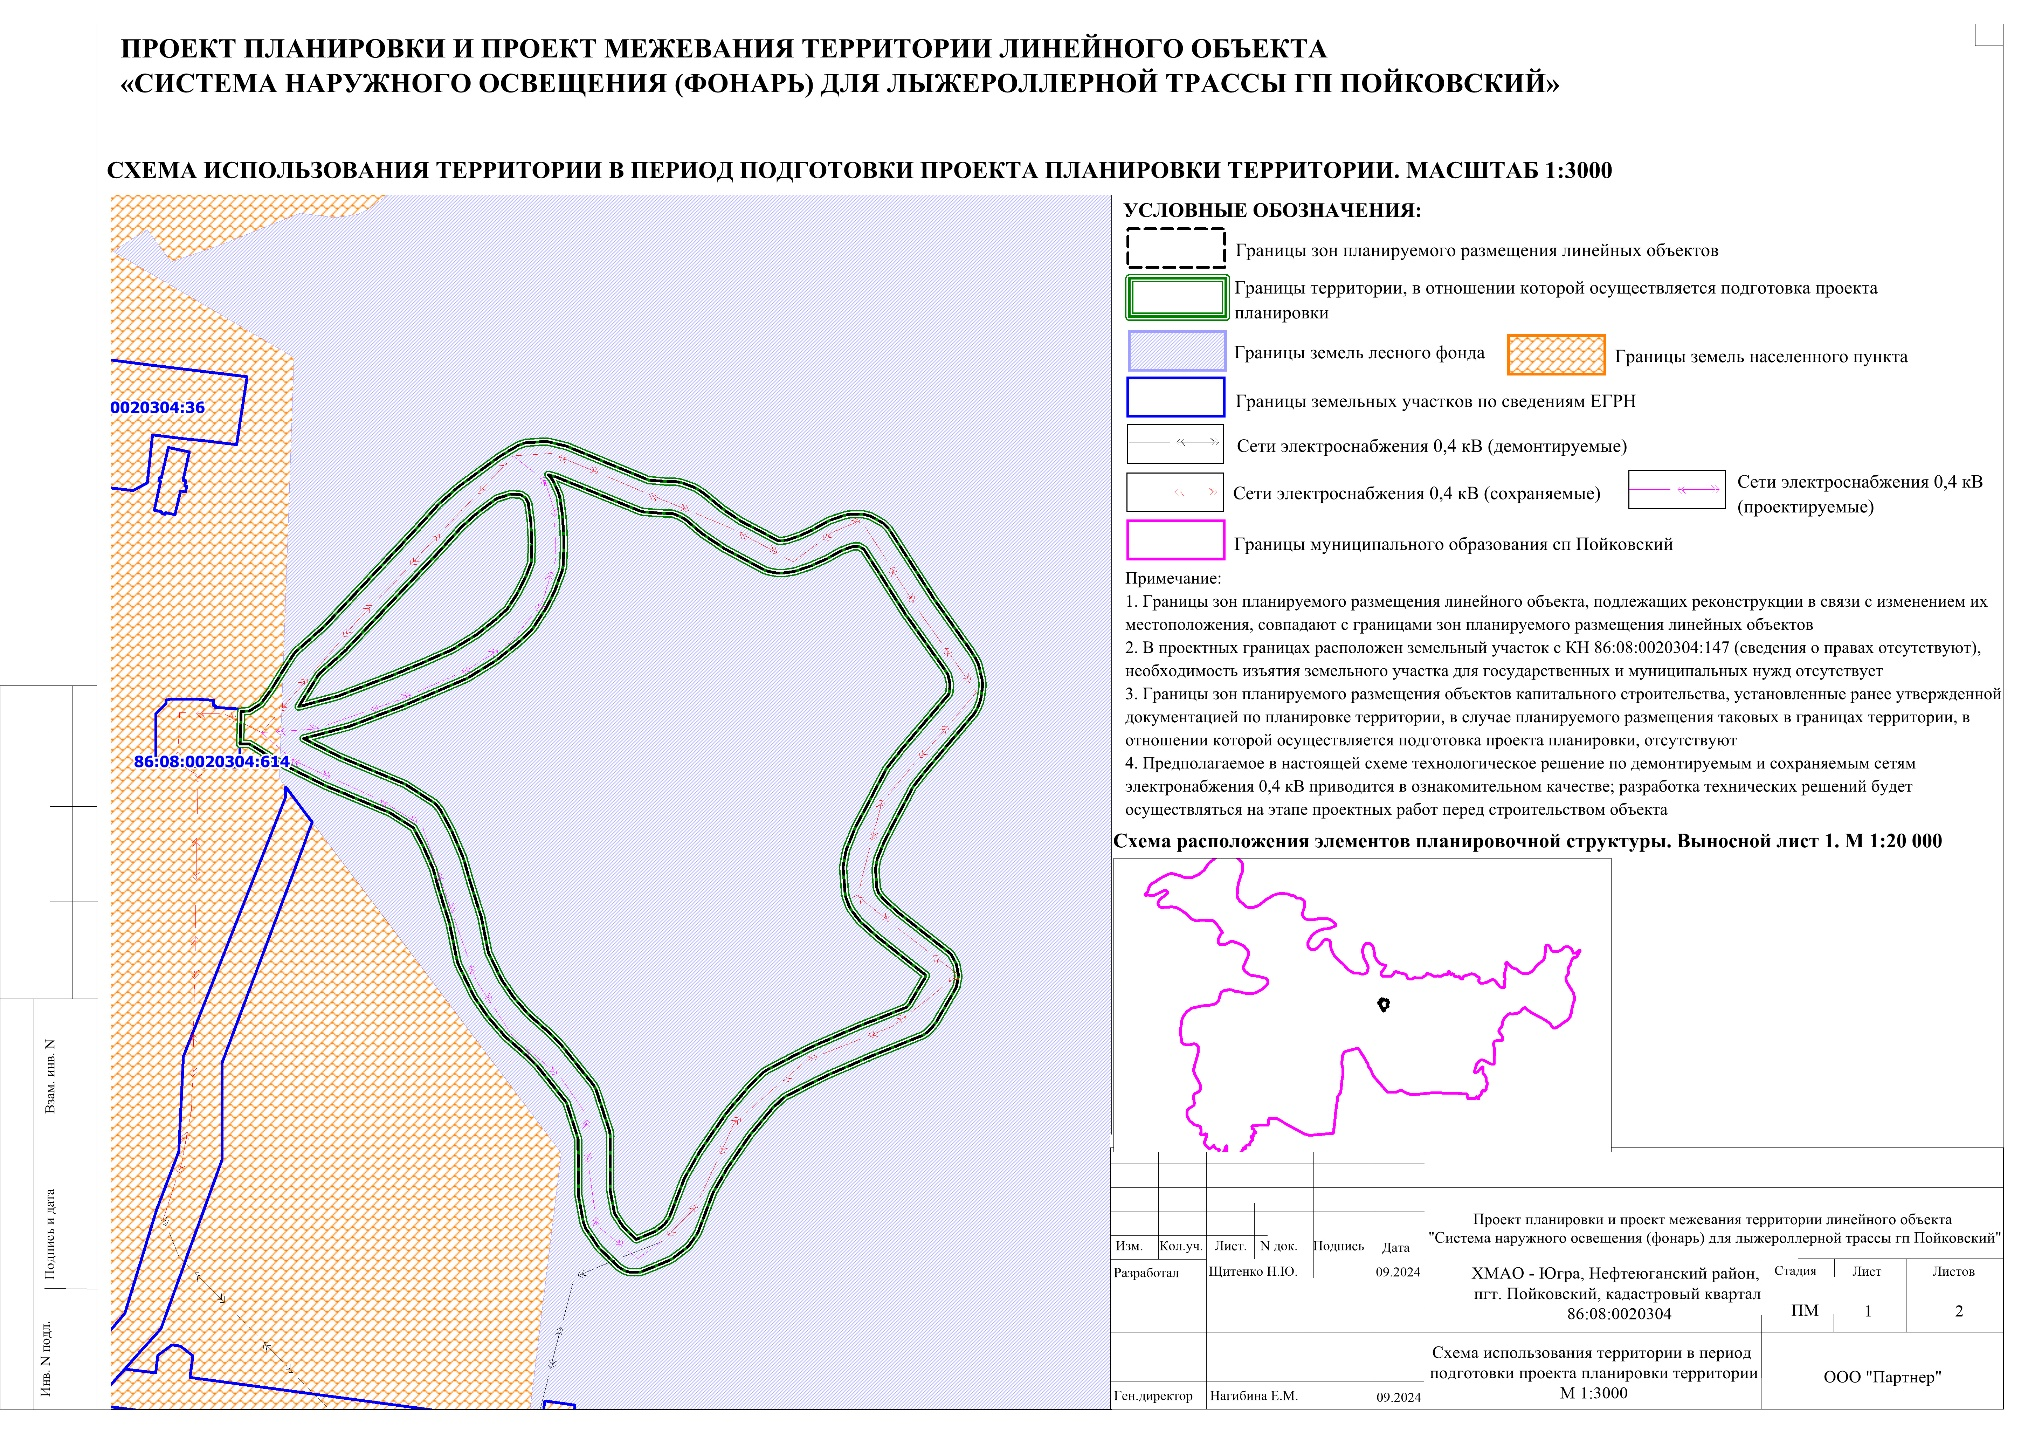 ПРОЕКТ ПЛАНИРОВКИ И ПРОЕКТ МЕЖЕВАНИЯ ТЕРРИТОРИИ ЛИНЕЙНОГО ОБЪЕКТА
«СИСТЕМА НАРУЖНОГО ОСВЕЩЕНИЯ (ФОНАРЬ) ДЛЯ ЛЫЖЕРОЛЛЕРНОЙ ТРАССЫ ГП ПОЙКОВСКИЙ»
СХЕМА ИСПОЛЬЗОВАНИЯ ТЕРРИТОРИИ В ПЕРИОД ПОДГОТОВКИ ПРОЕКТА ПЛАНИРОВКИ ТЕРРИТОРИИ. МАСШТАБ 1:3000
0020304:36
86:08:0020304:614
УСЛОВНЫЕ ОБОЗНАЧЕНИЯ:
Границы зон планируемого размещения линейных объектов
Границы территории, в отношении которой осуществляется подготовка проекта
планировки
Границы земель лесного фонда
Границы земель населенного пункта
Границы земельных участков по сведениям ЕГРН
Сети электроснабжения 0,4 кВ (демонтируемые)
Сети электроснабжения 0,4 кВ (сохраняемые)
Сети электроснабжения 0,4 кВ
(проектируемые)
Границы муниципального образования сп Пойковский
Примечание:
1. Границы зон планируемого размещения линейного объекта, подлежащих реконструкции в связи с изменением их
местоположения, совпадают с границами зон планируемого размещения линейных объектов
2. В проектных границах расположен земельный участок с КН 86:08:0020304:147 (сведения о правах отсутствуют),
необходимость изъятия земельного участка для государственных и муниципальных нужд отсутствует
3. Границы зон планируемого размещения объектов капитального строительства, установленные ранее утвержденной
документацией по планировке территории, в случае планируемого размещения таковых в границах территории, в
отношении которой осуществляется подготовка проекта планировки, отсутствуют
4. Предполагаемое в настоящей схеме технологическое решение по демонтируемым и сохраняемым сетям
электронабжения 0,4 кВ приводится в ознакомительном качестве; разработка технических решений будет
осуществляться на этапе проектных работ перед строительством объекта
Схема расположения элементов планировочной структуры. Выносной лист 1. М 1:20 000
Изм. Кол.уч. Лист. N док. Подпись Дата
Разработал Щитенко Н.Ю. 09.2024
Ген.директор Нагибина Е.М. 09.2024
Проект планировки и проект межевания территории линейного объекта
"Система наружного освещения (фонарь) для лыжероллерной трассы гп Пойковский"
ХМАО - Югра, Нефтеюганский район,
пгт. Пойковский, кадастровый квартал
86:08:0020304
Стадия Лист Листов
ПМ 1 2
Схема использования территории в период
подготовки проекта планировки территории
М 1:3000
ООО "Партнер"
Взам. инв. N
Подпись и дата
Инв. N подл.